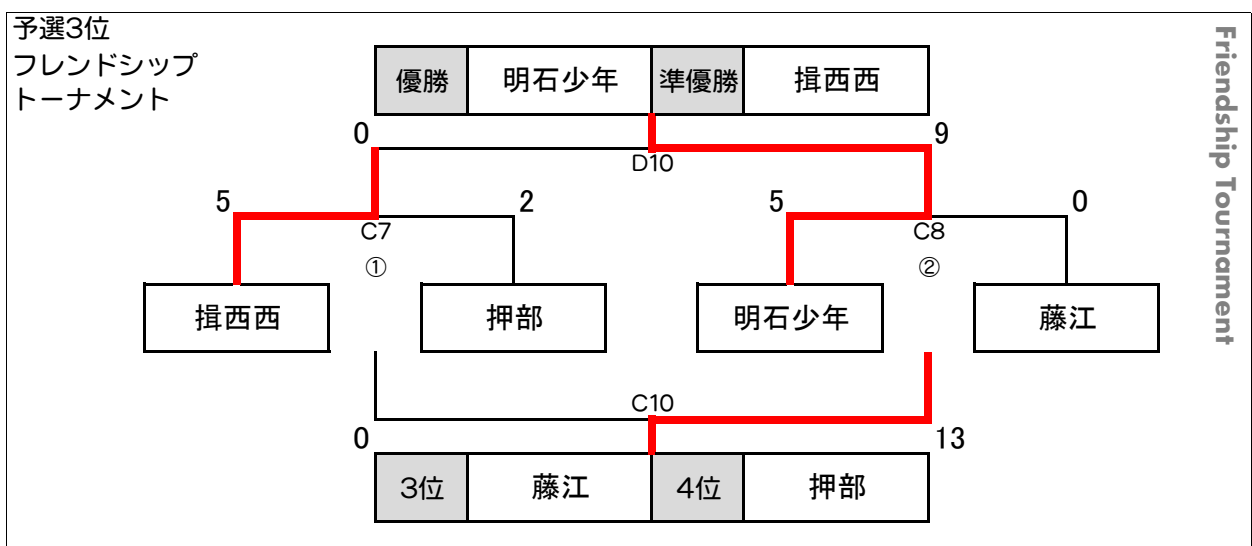 予選3位
フレンドシップ
トーナメント
Friendship Tournament
優勝 明石少年 準優勝 揖西西
0 9
D10
5 2 5 0
C7 C8
① ②
揖西西 押部 明石少年 藤江
C10
0 13
3位 藤江 4位 押部